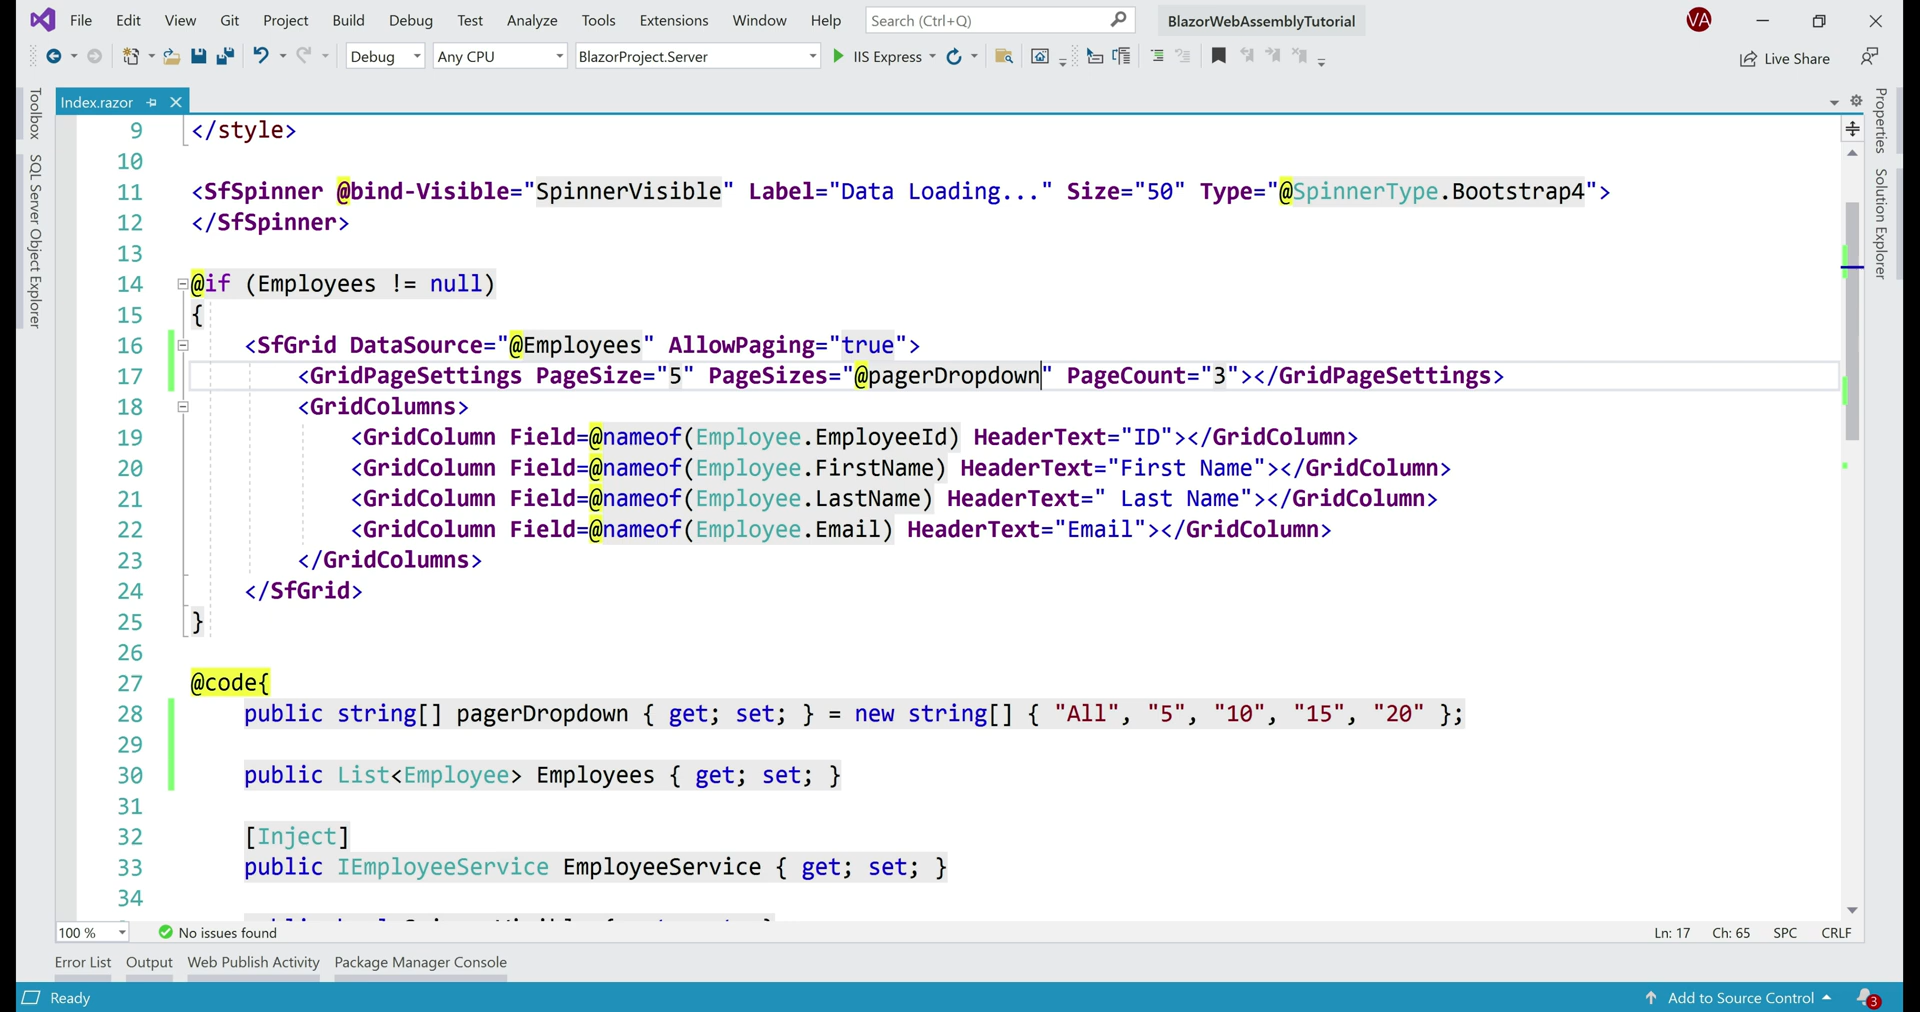 File Edit View Git Project Build Debug Test Analyze Tools Extensions Window Help Search (Ctrl+Q) BlazorWebAssemblyTutorial VA
Debug Any CPU BlazorProject.Server IIS Express Live Share
Index.razor
Toolbox
SQL Server Object Explorer
Properties
Solution Explorer
9 </style>
10
11 <SfSpinner @bind-Visible="SpinnerVisible" Label="Data Loading..." Size="50" Type="@SpinnerType.Bootstrap4">
12 </SfSpinner>
13
14 @if (Employees != null)
15 {
16 <SfGrid DataSource="@Employees" AllowPaging="true">
17 <GridPageSettings PageSize="5" PageSizes="@pagerDropdown" PageCount="3"></GridPageSettings>
18 <GridColumns>
19 <GridColumn Field=@nameof(Employee.EmployeeId) HeaderText="ID"></GridColumn>
20 <GridColumn Field=@nameof(Employee.FirstName) HeaderText="First Name"></GridColumn>
21 <GridColumn Field=@nameof(Employee.LastName) HeaderText=" Last Name"></GridColumn>
22 <GridColumn Field=@nameof(Employee.Email) HeaderText="Email"></GridColumn>
23 </GridColumns>
24 </SfGrid>
25 }
26
27 @code{
28 public string[] pagerDropdown { get; set; } = new string[] { "All", "5", "10", "15", "20" };
29
30 public List<Employee> Employees { get; set; }
31
32 [Inject]
33 public IEmployeeService EmployeeService { get; set; }
34
100 % No issues found Ln: 17 Ch: 65 SPC CRLF
Error List Output Web Publish Activity Package Manager Console
Ready Add to Source Control 3